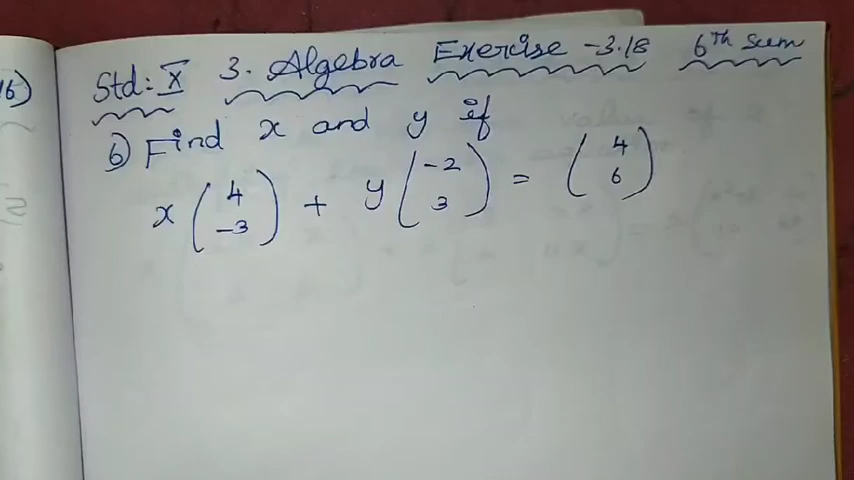 16)
Std: X 3. Algebra Exercise -3.18 6th sum
6) Find x and y if
x ( 4 -3 ) + y ( -2 3 ) = ( 4 6 )